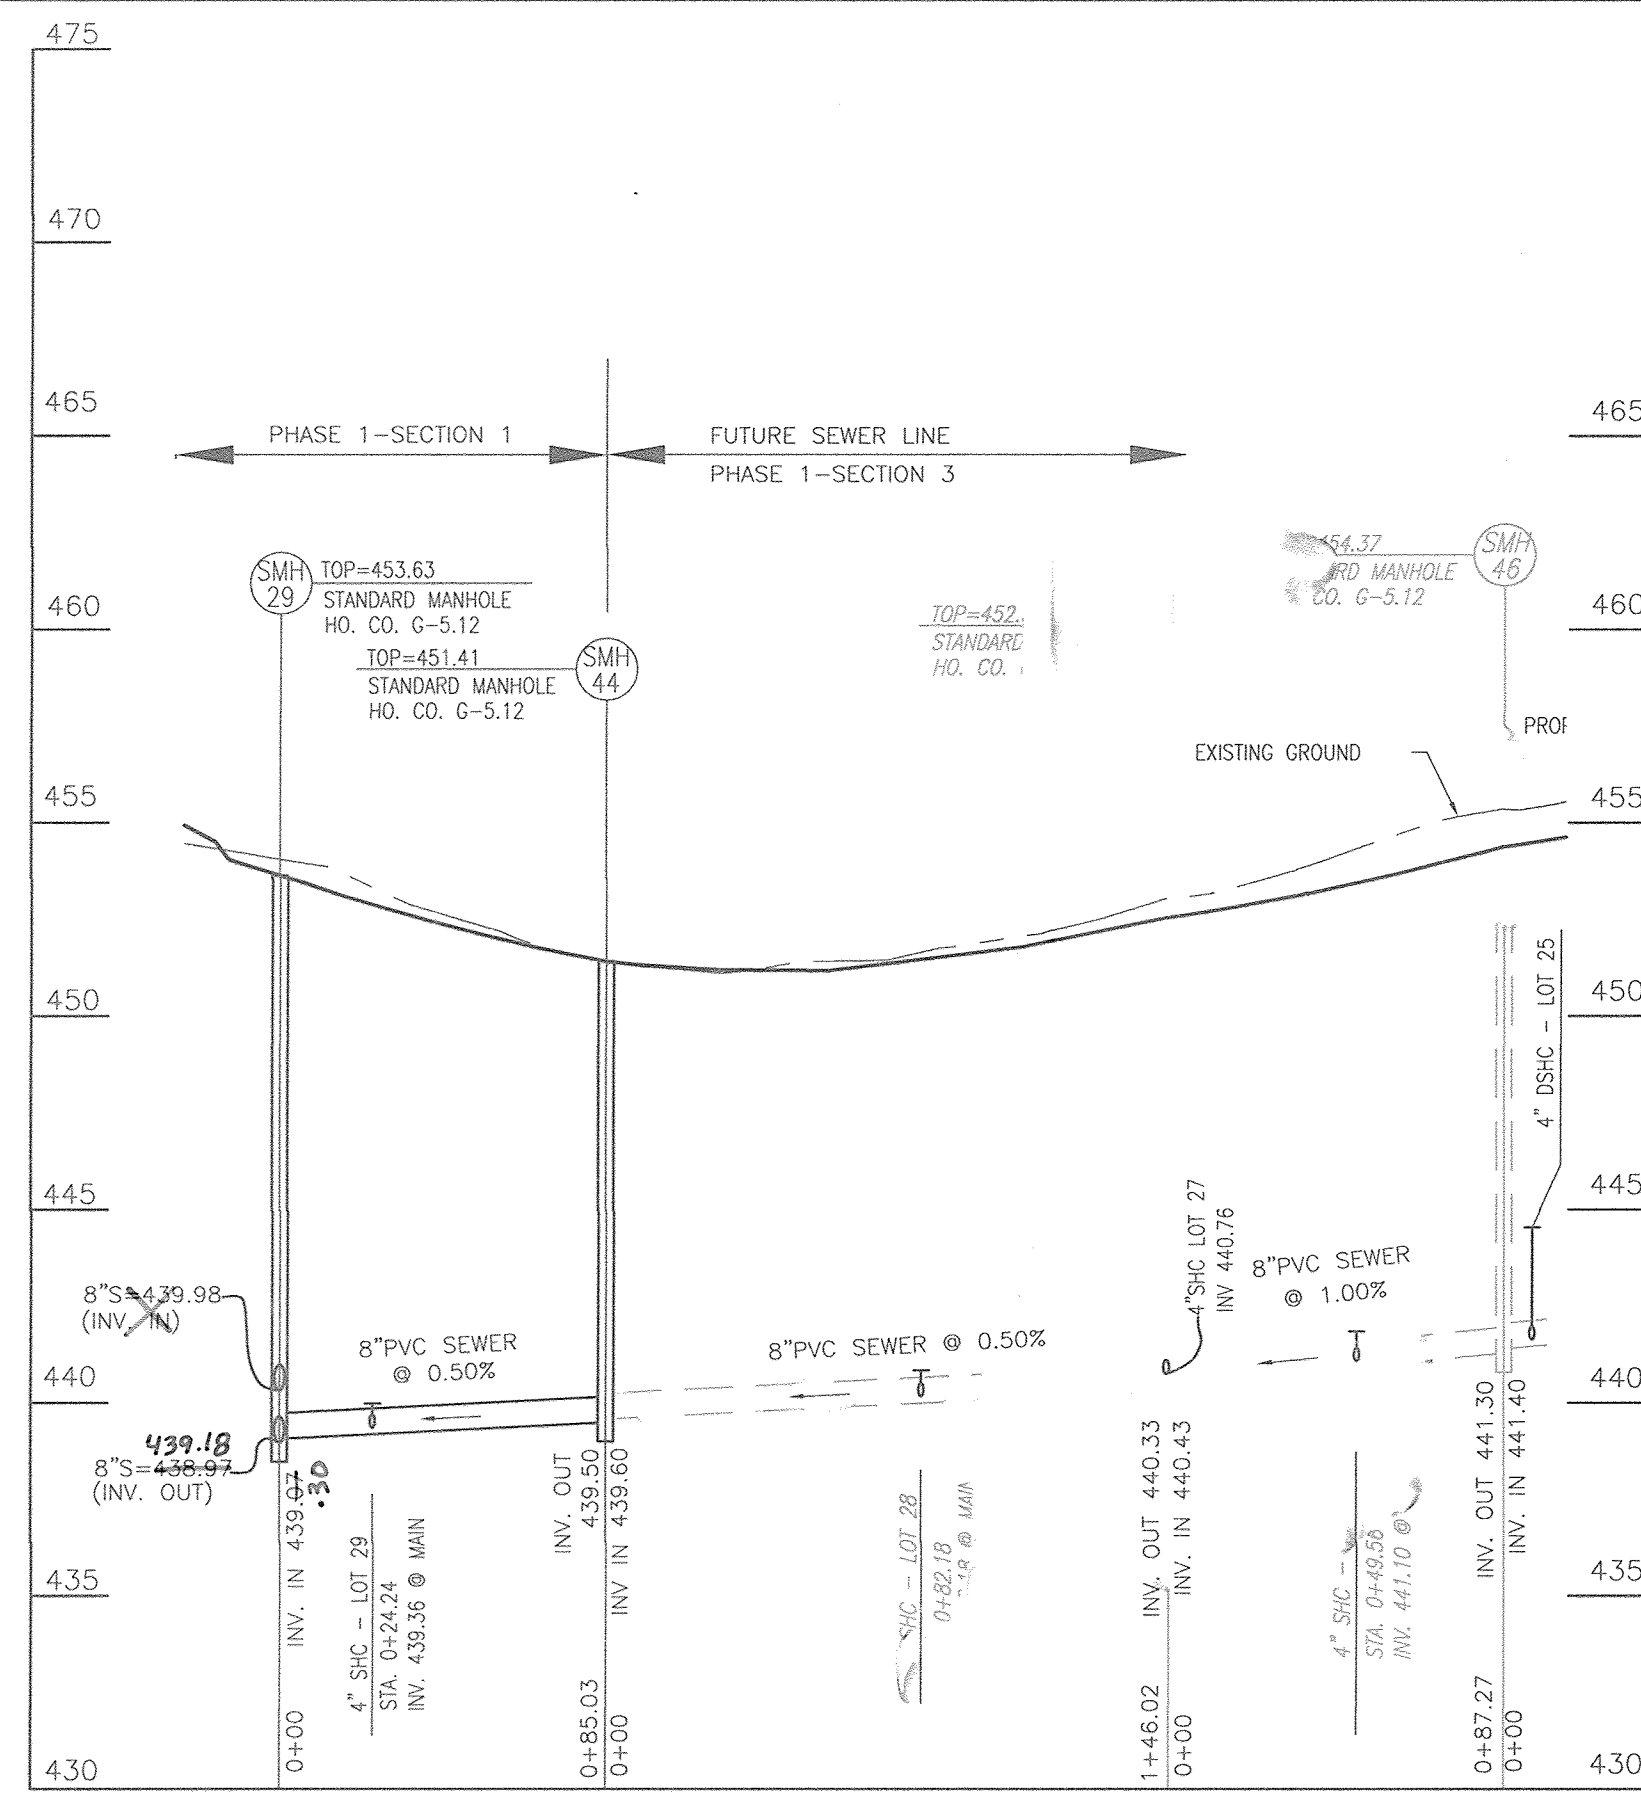 475
470
465
460
455
450
445
440
435
430
465
460
455
450
445
440
435
430
PHASE 1-SECTION 1
FUTURE SEWER LINE
PHASE 1-SECTION 3
SMH
29
TOP=453.63
STANDARD MANHOLE
HO. CO. G-5.12
TOP=451.41
STANDARD MANHOLE
HO. CO. G-5.12
SMH
44
TOP=452.
STANDARD
HO. CO.
454.37
MANHOLE
CO. G-5.12
SMH
46
EXISTING GROUND
4" DSHC - LOT 25
8"S=439.98
(INV. IN)
439.18
8"S=438.97
(INV. OUT)
8"PVC SEWER
@ 0.50%
8"PVC SEWER @ 0.50%
4"SHC LOT 27
INV 440.76
8"PVC SEWER
@ 1.00%
INV. IN 439.07
.30
0+00
4" SHC - LOT 29
STA. 0+24.24
INV. 439.36 @ MAIN
INV. OUT
439.50
INV IN 439.60
0+85.03
0+00
SHC - LOT 28
0+82.18
@ MAIN
INV. OUT 440.33
INV. IN 440.43
1+46.02
0+00
4" SHC -
STA. 0+49.58
INV. 441.10 @
INV. OUT 441.30
INV. IN 441.40
0+87.27
0+00